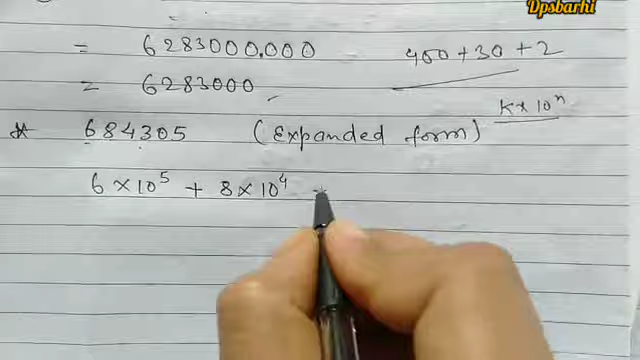 Dpsbarhi
= 6283000.000
400 + 30 + 2
= 6283000
K × 10ⁿ
* 684305 (Expanded form)
6 × 10⁵ + 8 × 10⁴